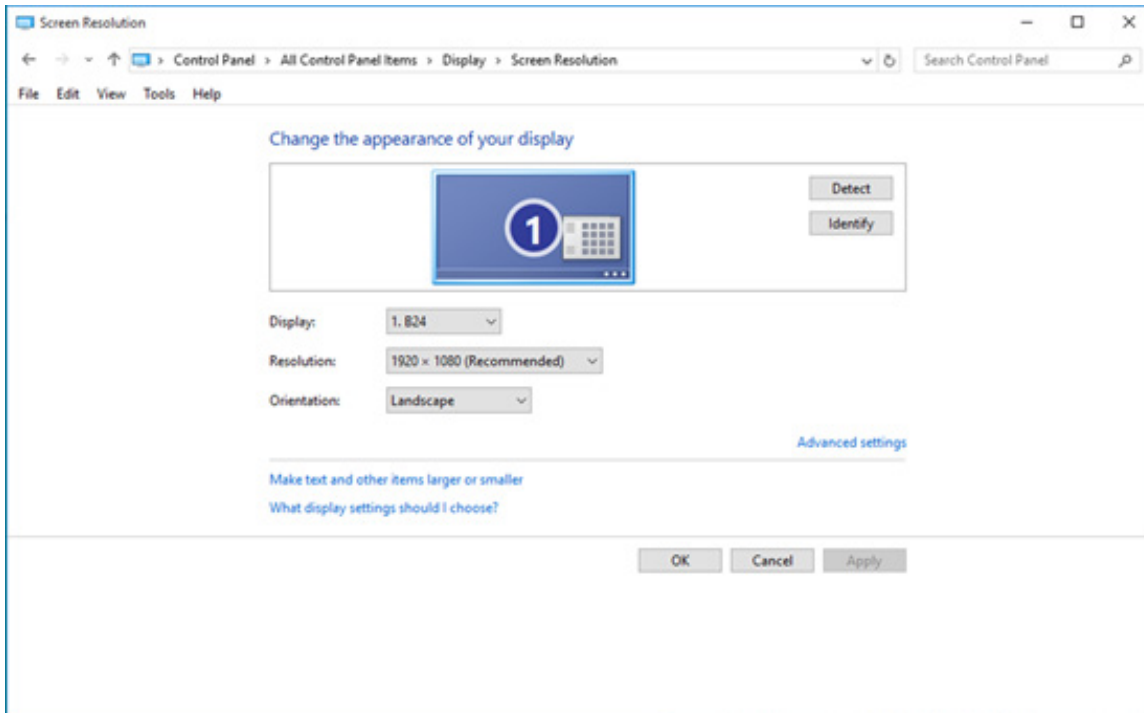 Screen Resolution
Control Panel > All Control Panel Items > Display > Screen Resolution
Search Control Panel
File Edit View Tools Help
Change the appearance of your display
1
Detect
Identify
Display: 1. B24
Resolution: 1920 × 1080 (Recommended)
Orientation: Landscape
Advanced settings
Make text and other items larger or smaller
What display settings should I choose?
OK Cancel Apply